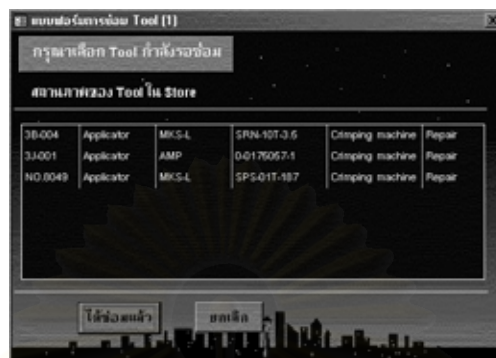 แบบฟอร์มการซ่อม Tool (1)
กรุณาเลือก Tool กำลังรอซ่อม
สถานภาพของ Tool ใน Store
3B-004 Applicator MKS-L SRN-10T-3.5 Crimping machine Repair
3J-001 Applicator AMP 0-0176057-1 Crimping machine Repair
NO.8049 Applicator MKS-L SPS-01T-187 Crimping machine Repair
ได้ซ่อมแล้ว ยกเลิก